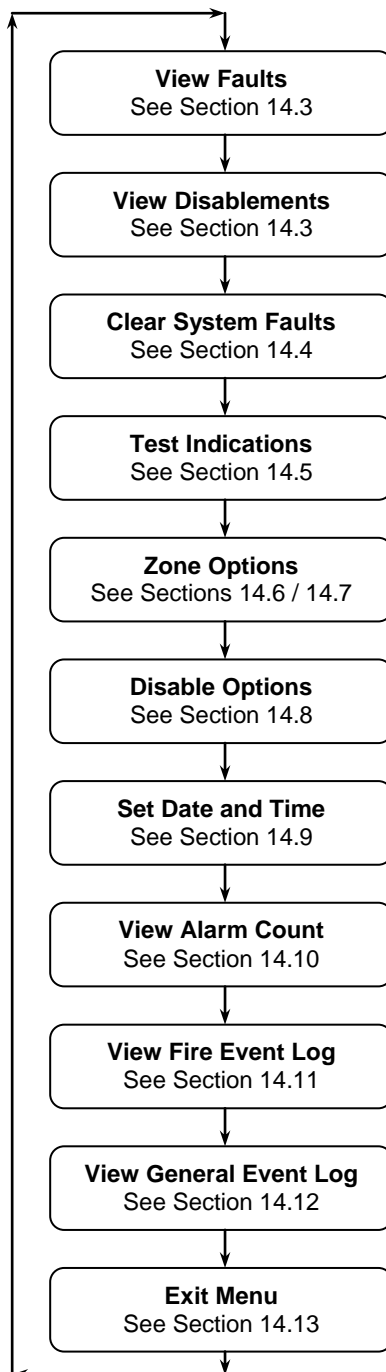 View Faults
See Section 14.3
View Disablements
See Section 14.3
Clear System Faults
See Section 14.4
Test Indications
See Section 14.5
Zone Options
See Sections 14.6 / 14.7
Disable Options
See Section 14.8
Set Date and Time
See Section 14.9
View Alarm Count
See Section 14.10
View Fire Event Log
See Section 14.11
View General Event Log
See Section 14.12
Exit Menu
See Section 14.13